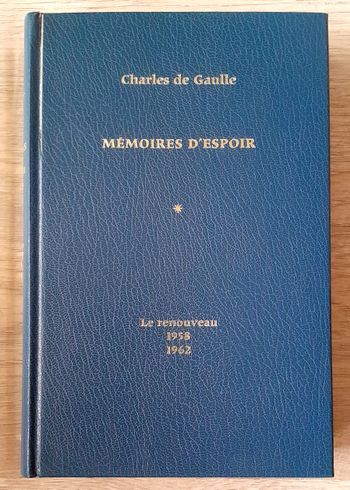 Charles de Gaulle
MÉMOIRES D'ESPOIR
*
Le renouveau
1958
1962